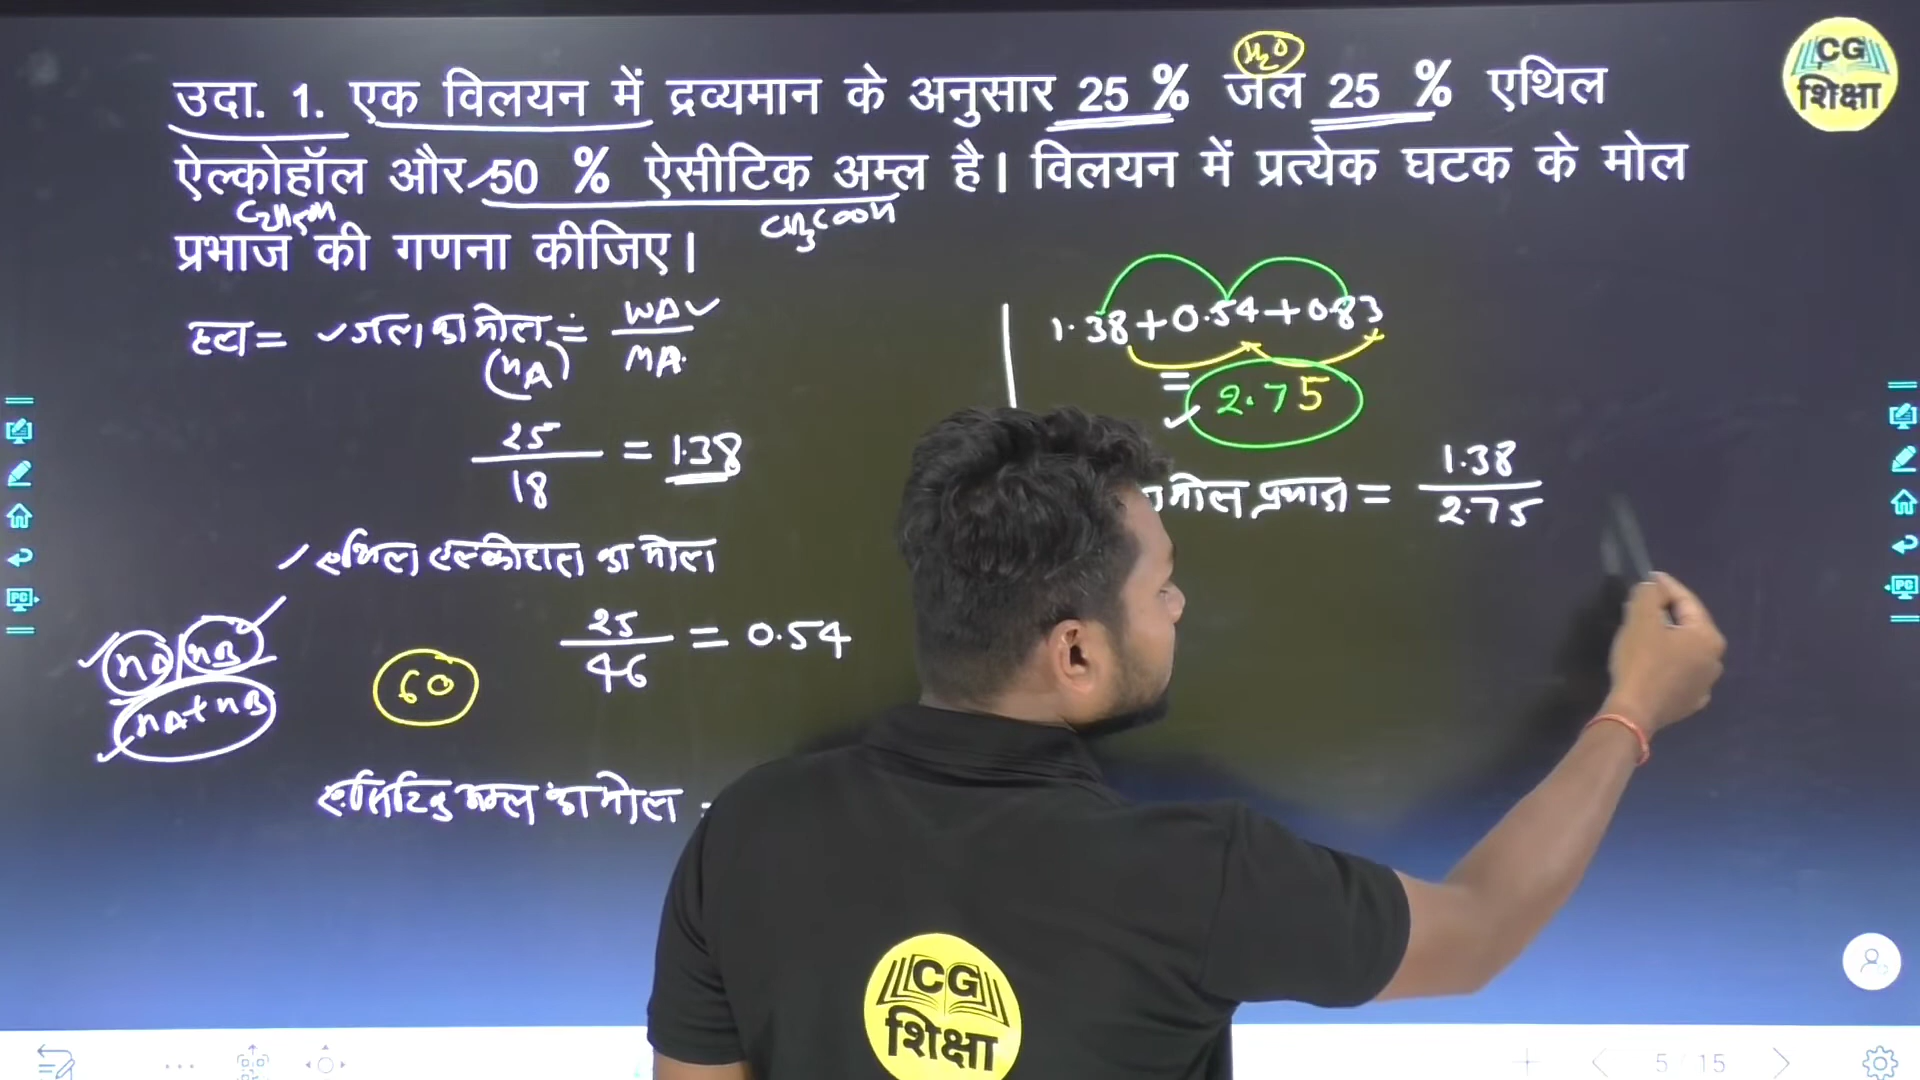 CG
शिक्षा
H₂O
उदा. 1. एक विलयन में द्रव्यमान के अनुसार 25 % जल 25 % एथिल
ऐल्कोहॉल और 50 % ऐसीटिक अम्ल है। विलयन में प्रत्येक घटक के मोल
C₂H₅OH CH₃COOH
प्रभाज की गणना कीजिए।
हल = जल का मोल = WA
(nA) MA
25
18 = 1.38
एथिल एल्कोहाल का मोल
25
46 = 0.54
nA/nB
nA+nB
60
एसिटिक अम्ल का मोल =
1.38+0.54+0.83
= 2.75
मोल प्रभाज = 1.38
2.75
CG
शिक्षा
5 / 15